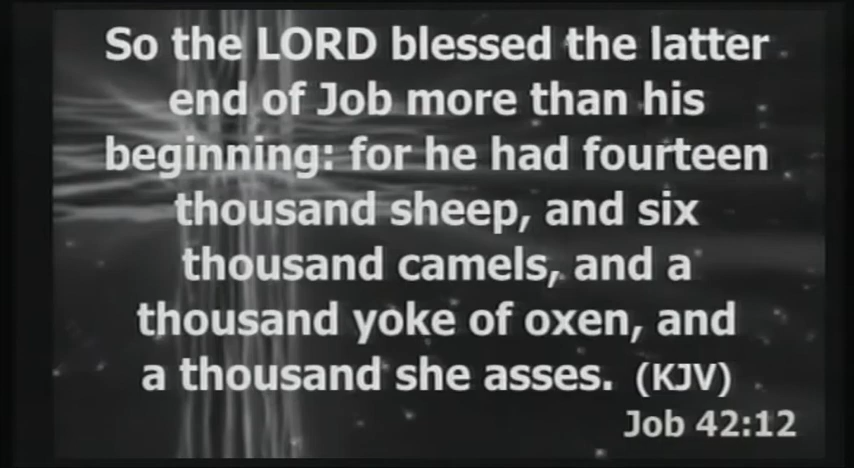 So the LORD blessed the latter
end of Job more than his
beginning: for he had fourteen
thousand sheep, and six
thousand camels, and a
thousand yoke of oxen, and
a thousand she asses. (KJV)
Job 42:12